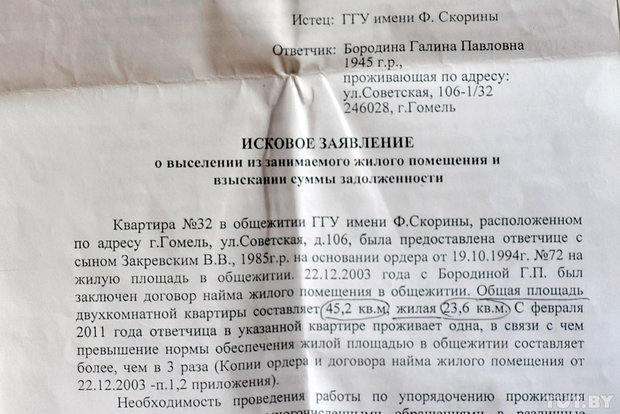 Истец: ГГУ имени Ф. Скорины
Ответчик: Бородина Галина Павловна
1945 г.р.,
проживающая по адресу:
ул.Советская, 106-1/32
246028, г.Гомель
ИСКОВОЕ ЗАЯВЛЕНИЕ
о выселении из занимаемого жилого помещения и
взыскании суммы задолженности
Квартира №32 в общежитии ГГУ имени Ф.Скорины, расположенном
по адресу г.Гомель, ул.Советская, д.106, была предоставлена ответчице с
сыном Закревским В.В., 1985г.р. на основании ордера от 19.10.1994г. №72 на
жилую площадь в общежитии. 22.12.2003 года с Бородиной Г.П. был
заключен договор найма жилого помещения в общежитии. Общая площадь
двухкомнатной квартиры составляет 45,2 кв.м, жилая 23,6 кв.м. С февраля
2011 года ответчица в указанной квартире проживает одна, в связи с чем
превышение нормы обеспечения жилой площадью в общежитии составляет
более, чем в 3 раза (Копии ордера и договора найма жилого помещения от
22.12.2003 -п.1,2 приложения).
Необходимость проведения работы по упорядочению проживания
многочисленными обращениями в различные
TUT.BY